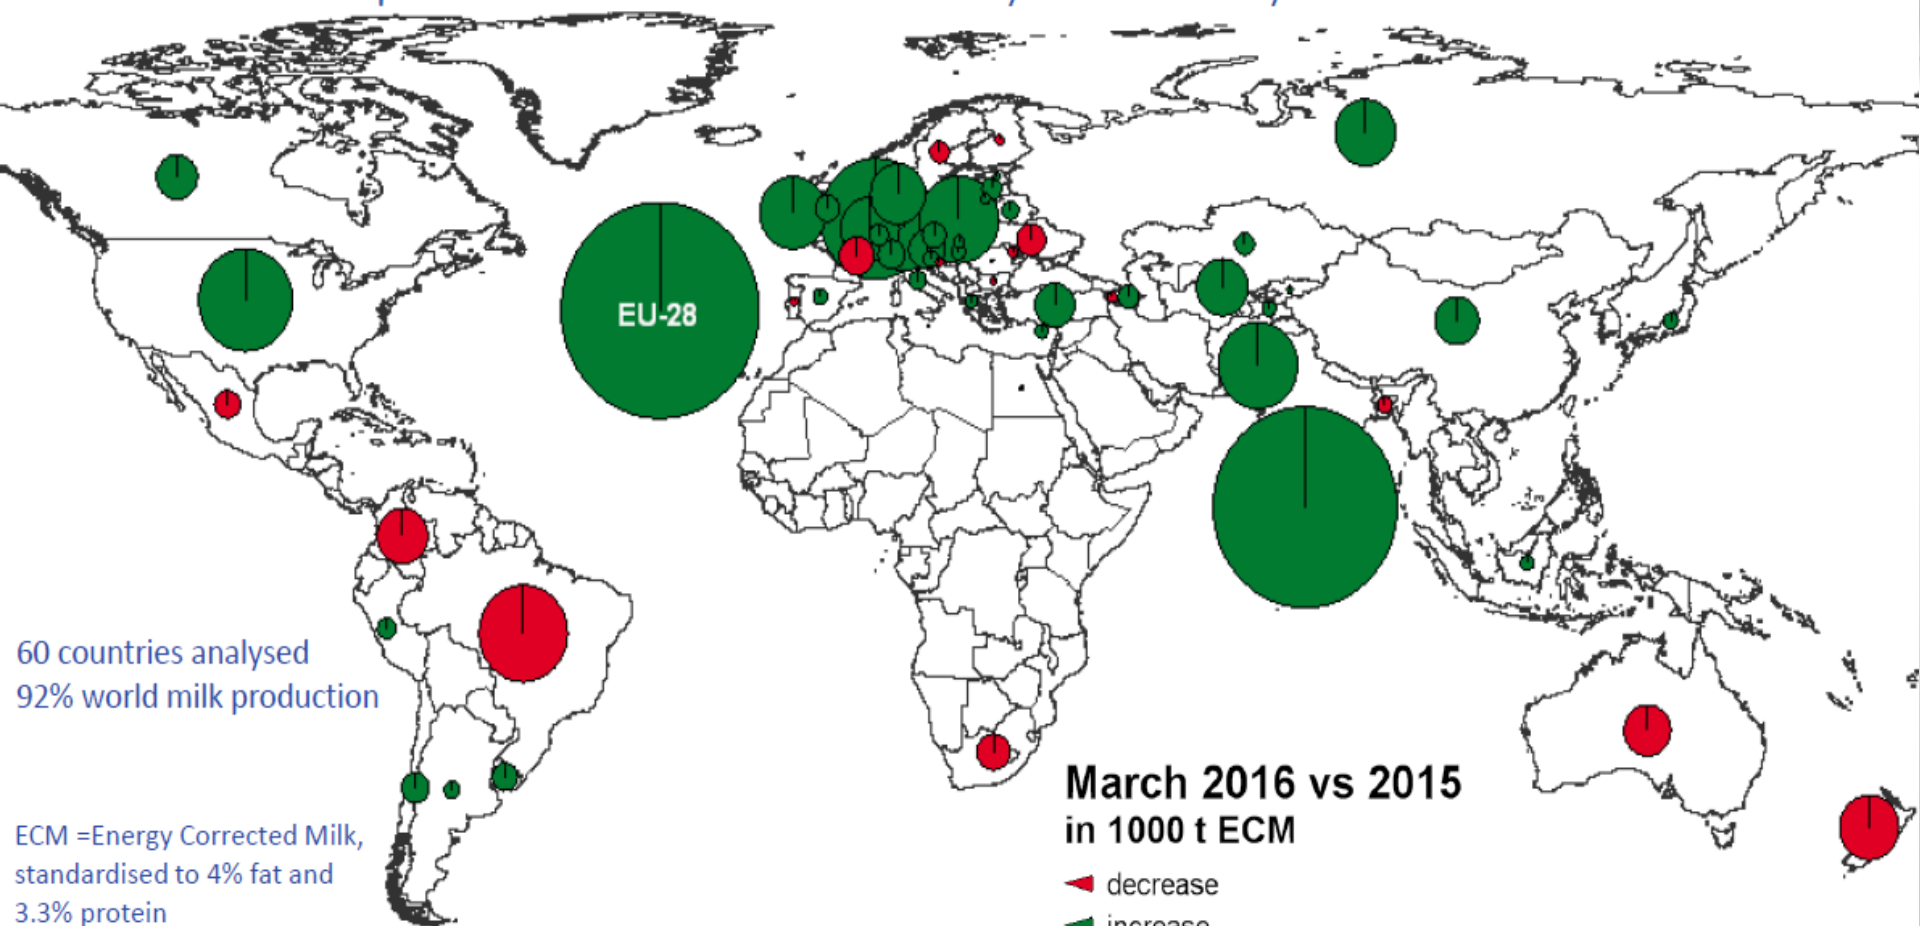 EU-28
60 countries analysed
92% world milk production
ECM =Energy Corrected Milk,
standardised to 4% fat and
3.3% protein
March 2016 vs 2015
in 1000 t ECM
decrease
increase